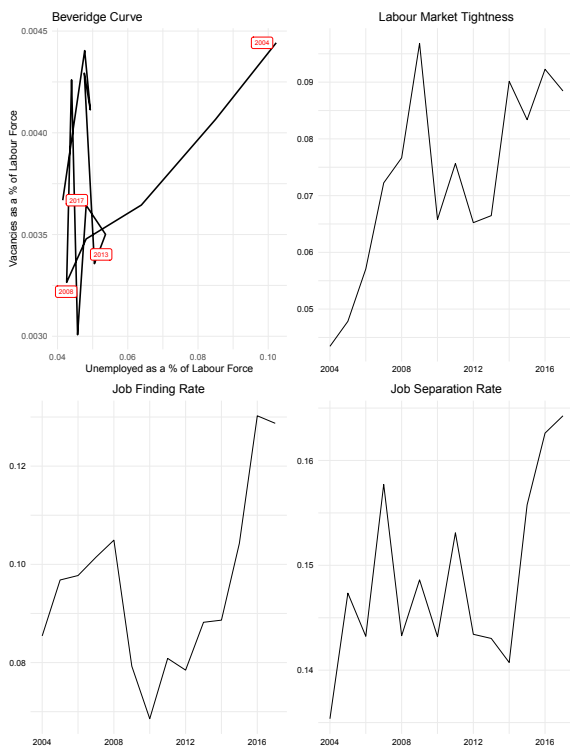 Beveridge Curve
Vacancies as a % of Labour Force
0.0045
0.0040
0.0035
0.0030
2004
2017
2013
2008
0.04 0.06 0.08 0.10
Unemployed as a % of Labour Force
Labour Market Tightness
0.09
0.08
0.07
0.06
0.05
2004 2008 2012 2016
Job Finding Rate
0.12
0.10
0.08
2004 2008 2012 2016
Job Separation Rate
0.16
0.15
0.14
2004 2008 2012 2016